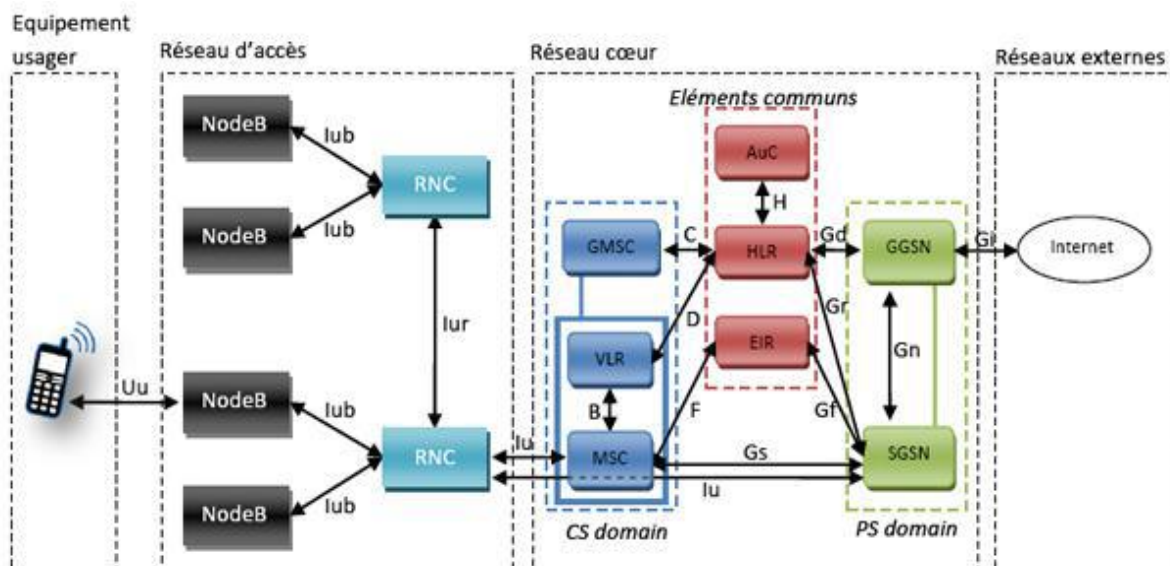 Equipement
usager
Réseau d'accès
Réseau cœur
Réseaux externes
Eléments communs
NodeB
Iub
RNC
NodeB
Iub
Iur
Uu
NodeB
Iub
RNC
NodeB
Iub
Iu
Iu
AuC
H
GMSC
C
HLR
Gd
GGSN
Gi
Internet
D
Gr
VLR
EIR
Gn
B
F
Gf
MSC
Gs
SGSN
CS domain
PS domain